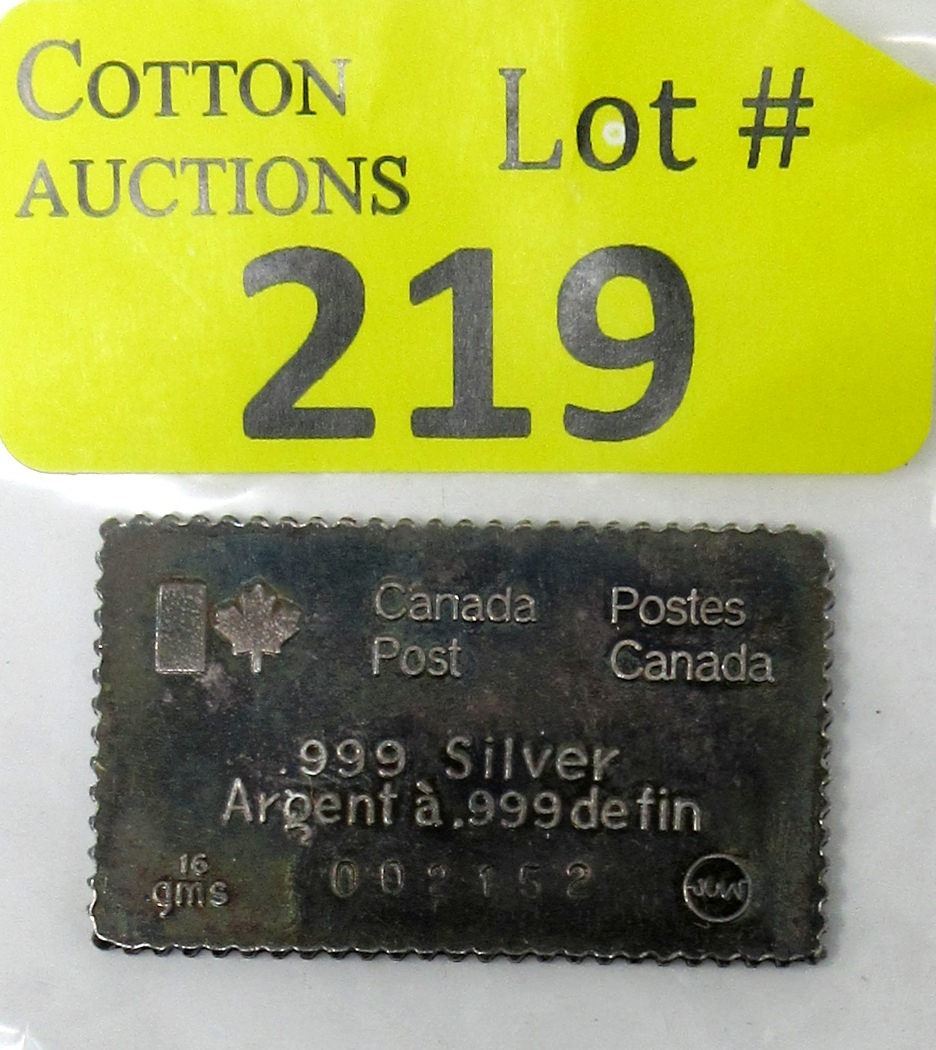 COTTON
AUCTIONS
Lot #
219
Canada
Post
Postes
Canada
.999 Silver
Argent à .999 de fin
16
gms
002152